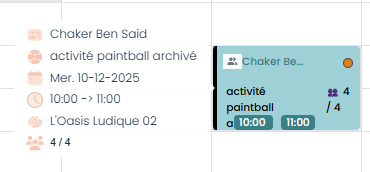 Chaker Ben Said
activité paintball archivé
Mer. 10-12-2025
10:00 -> 11:00
L'Oasis Ludique 02
4 / 4
Chaker Be...
activité 4
paintball / 4
a 10:00 11:00